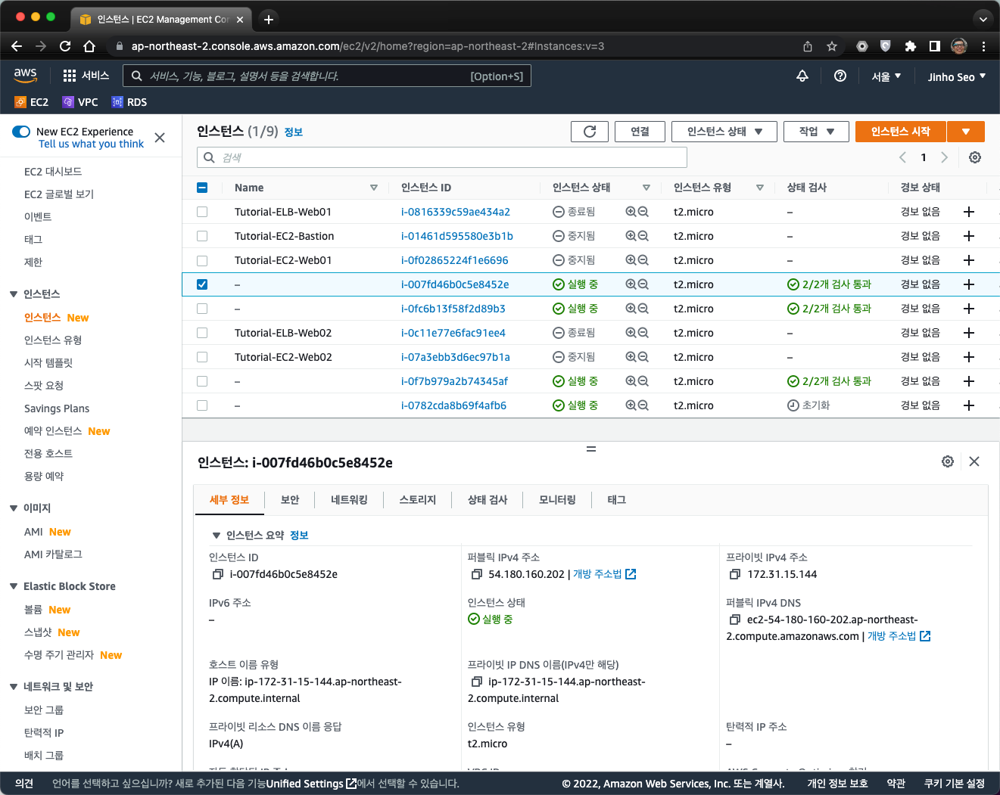 인스턴스 | EC2 Management Con
ap-northeast-2.console.aws.amazon.com/ec2/v2/home?region=ap-northeast-2#Instances:v=3
aws 서비스 서비스, 기능, 블로그, 설명서 등을 검색합니다. [Option+S] 서울 Jinho Seo
EC2 VPC RDS
New EC2 Experience
Tell us what you think
EC2 대시보드
EC2 글로벌 보기
이벤트
태그
제한
인스턴스
인스턴스 New
인스턴스 유형
시작 템플릿
스팟 요청
Savings Plans
예약 인스턴스 New
전용 호스트
용량 예약
이미지
AMI New
AMI 카탈로그
Elastic Block Store
볼륨 New
스냅샷 New
수명 주기 관리자 New
네트워크 및 보안
보안 그룹
탄력적 IP
배치 그룹
인스턴스 (1/9) 정보 연결 인스턴스 상태 작업 인스턴스 시작
검색 1
Name 인스턴스 ID 인스턴스 상태 인스턴스 유형 상태 검사 경보 상태
Tutorial-ELB-Web01 i-0816339c59ae434a2 종료됨 t2.micro – 경보 없음
Tutorial-EC2-Bastion i-01461d595580e3b1b 중지됨 t2.micro – 경보 없음
Tutorial-EC2-Web01 i-0f02865224f1e6696 중지됨 t2.micro – 경보 없음
– i-007fd46b0c5e8452e 실행 중 t2.micro 2/2개 검사 통과 경보 없음
– i-0fc6b13f58f2d89b3 실행 중 t2.micro 2/2개 검사 통과 경보 없음
Tutorial-ELB-Web02 i-0c11e77e6fac91ee4 종료됨 t2.micro – 경보 없음
Tutorial-EC2-Web02 i-07a3ebb3d6ec97b1a 중지됨 t2.micro – 경보 없음
– i-0f7b979a2b74345af 실행 중 t2.micro 2/2개 검사 통과 경보 없음
– i-0782cda8b69f4afb6 실행 중 t2.micro 초기화 경보 없음
인스턴스: i-007fd46b0c5e8452e
세부 정보 보안 네트워킹 스토리지 상태 검사 모니터링 태그
인스턴스 요약 정보
인스턴스 ID
i-007fd46b0c5e8452e
퍼블릭 IPv4 주소
54.180.160.202 | 개방 주소법
프라이빗 IPv4 주소
172.31.15.144
IPv6 주소
–
인스턴스 상태
실행 중
퍼블릭 IPv4 DNS
ec2-54-180-160-202.ap-northeast-
2.compute.amazonaws.com | 개방 주소법
호스트 이름 유형
IP 이름: ip-172-31-15-144.ap-northeast-
2.compute.internal
프라이빗 IP DNS 이름(IPv4만 해당)
ip-172-31-15-144.ap-northeast-
2.compute.internal
프라이빗 리소스 DNS 이름 응답
IPv4(A)
인스턴스 유형
t2.micro
탄력적 IP 주소
–
의견 언어를 선택하고 싶으십니까? 새로 추가된 다음 기능Unified Settings에서 선택할 수 있습니다. © 2022, Amazon Web Services, Inc. 또는 계열사. 개인 정보 보호 약관 쿠키 기본 설정